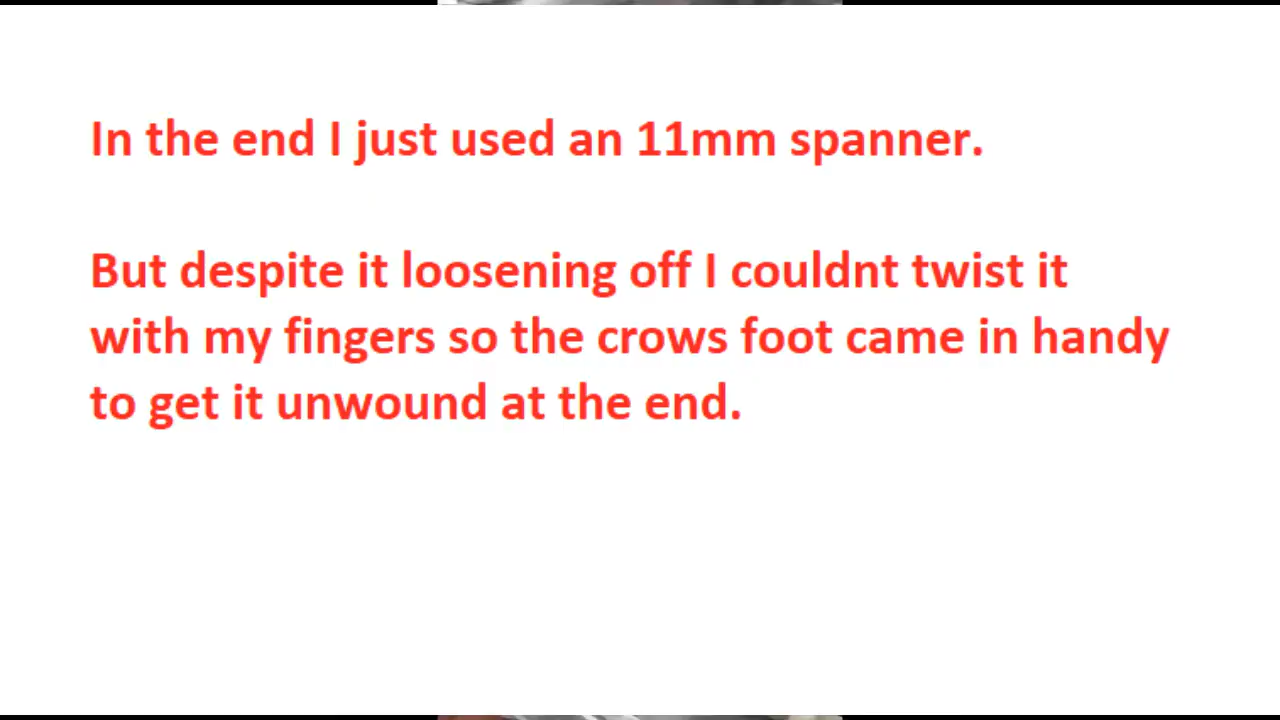 In the end I just used an 11mm spanner.
But despite it loosening off I couldnt twist it
with my fingers so the crows foot came in handy
to get it unwound at the end.